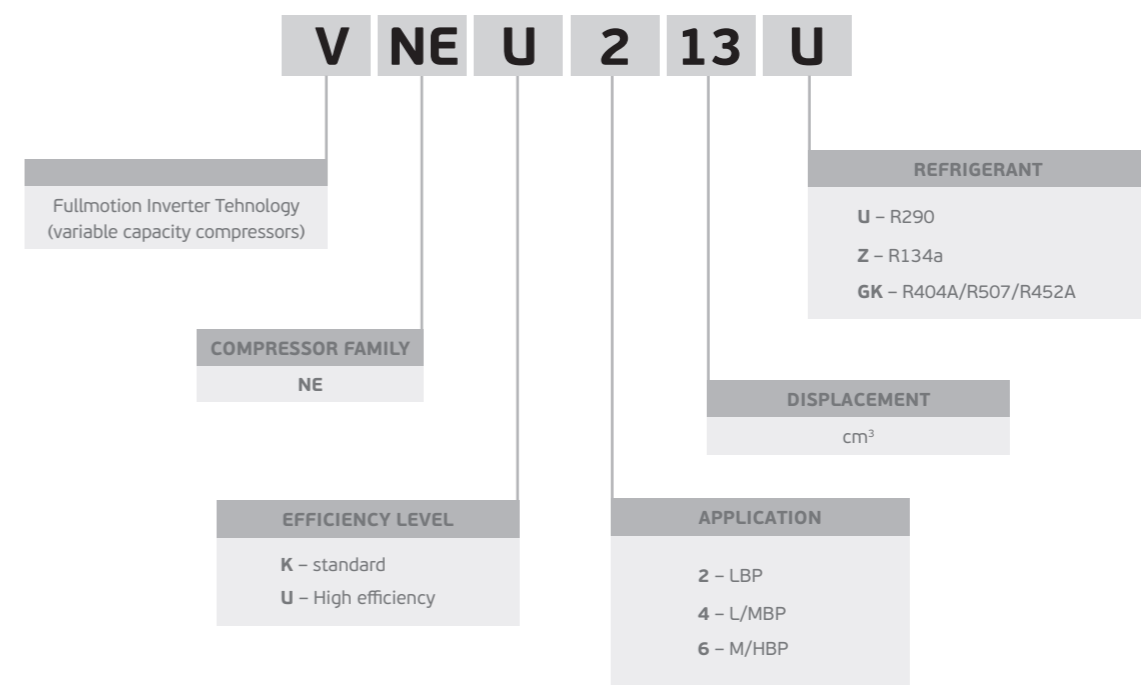 V NE U 2 13 U
Fullmotion Inverter Tehnology
(variable capacity compressors)
REFRIGERANT
U – R290
Z – R134a
GK – R404A/R507/R452A
COMPRESSOR FAMILY
NE
DISPLACEMENT
cm³
EFFICIENCY LEVEL
K – standard
U – High efficiency
APPLICATION
2 – LBP
4 – L/MBP
6 – M/HBP